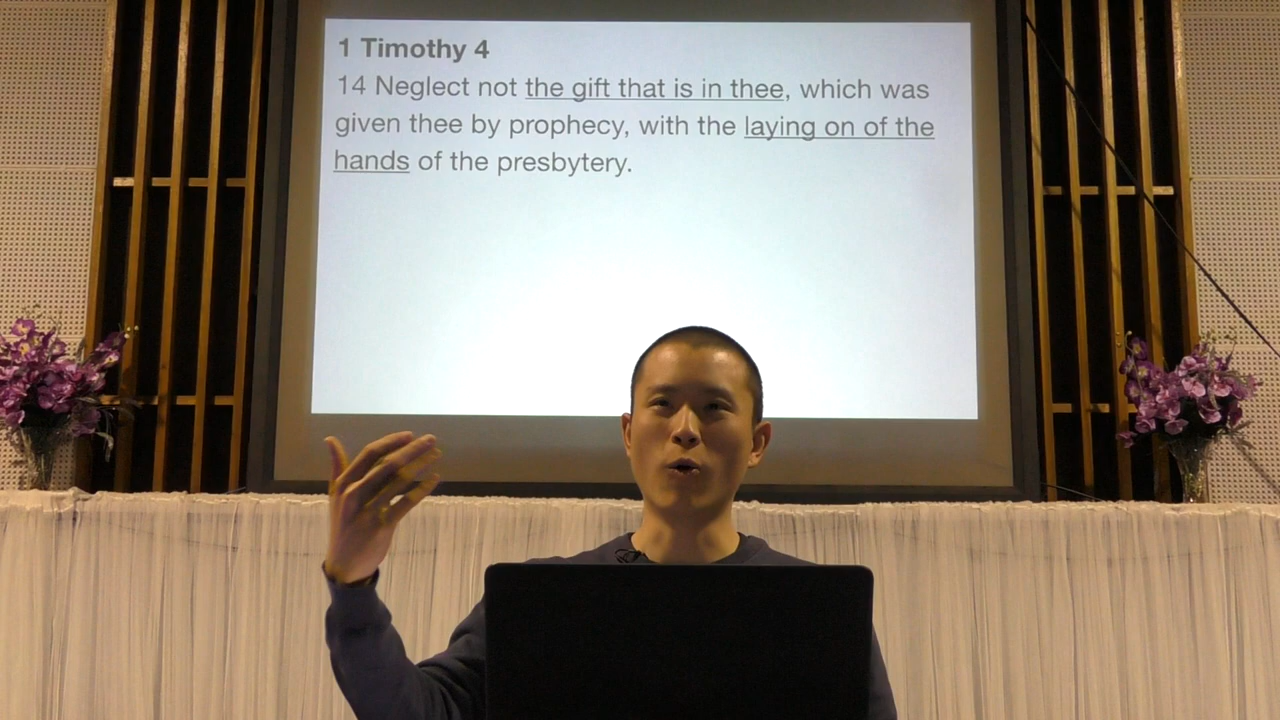 1 Timothy 4
14 Neglect not the gift that is in thee, which was
given thee by prophecy, with the laying on of the
hands of the presbytery.